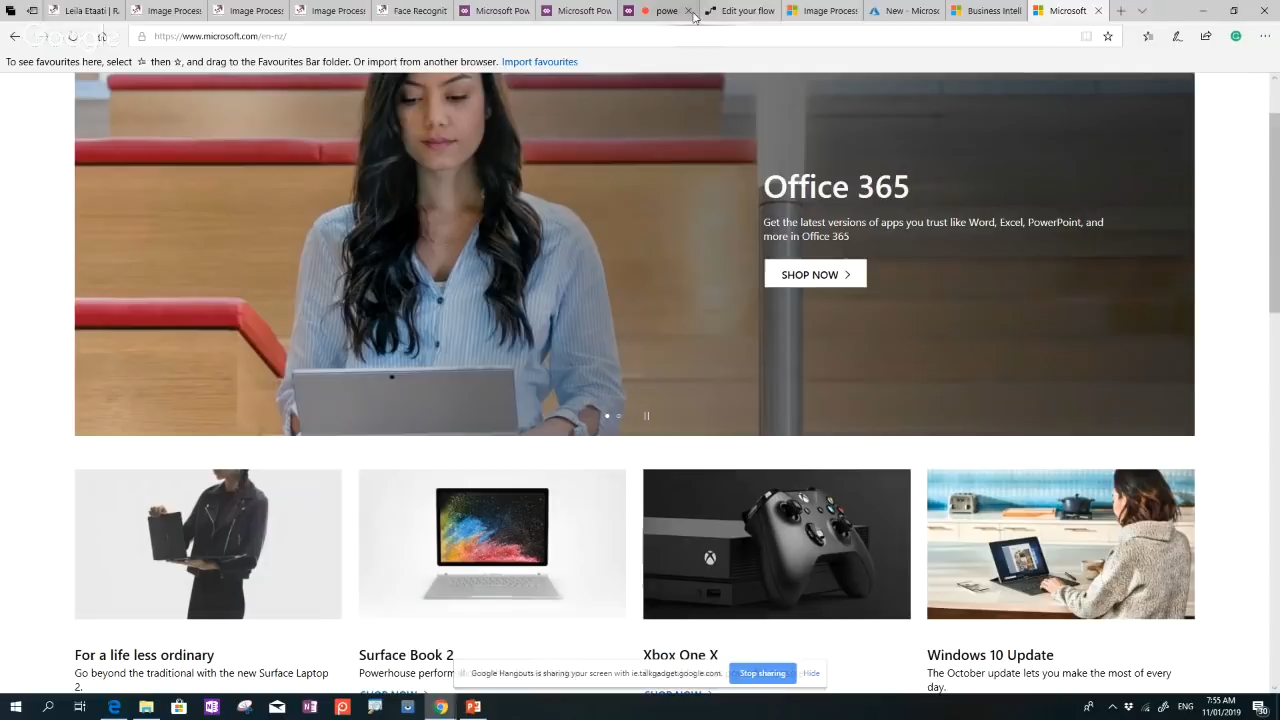 Leila Etaati | R.
Image Process
Image Process
Face Recognit
Microsoft Pow
Microsoft Pow
powe
Edit your flow
Image Process
New - Microso
Business Intell
Microsoft.
https://www.microsoft.com/en-nz/
To see favourites here, select ☆ then ☆, and drag to the Favourites Bar folder. Or import from another browser. Import favourites
Office 365
Get the latest versions of apps you trust like Word, Excel, PowerPoint, and
more in Office 365
SHOP NOW
For a life less ordinary
Go beyond the traditional with the new Surface Laptop
2.
Surface Book 2
Powerhouse perform
Xbox One X
Windows 10 Update
The October update lets you make the most of every
day.
Google Hangouts is sharing your screen with ie.talkgadget.google.com.
Stop sharing
Hide
SHOP NOW
SHOP NOW
ENG
7:55 AM
11/01/2019
30